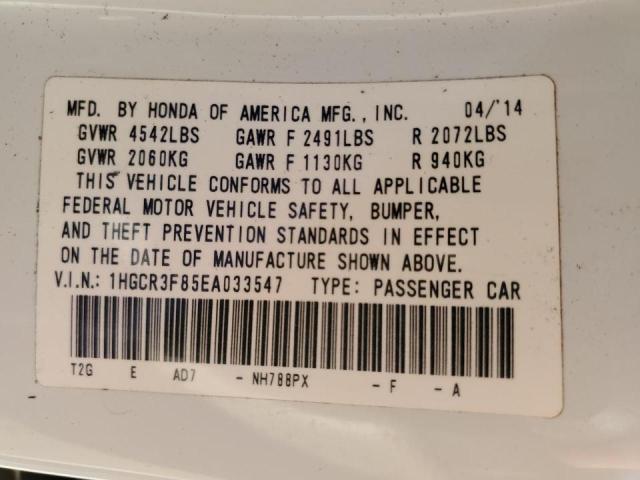 MFD. BY HONDA OF AMERICA MFG., INC. 04/'14
GVWR 4542LBS GAWR F 2491LBS R 2072LBS
GVWR 2060KG GAWR F 1130KG R 940KG
THIS VEHICLE CONFORMS TO ALL APPLICABLE
FEDERAL MOTOR VEHICLE SAFETY, BUMPER,
AND THEFT PREVENTION STANDARDS IN EFFECT
ON THE DATE OF MANUFACTURE SHOWN ABOVE.
V.I.N.: 1HGCR3F85EA033547 TYPE: PASSENGER CAR
T2G E AD7 - NH788PX - F - A